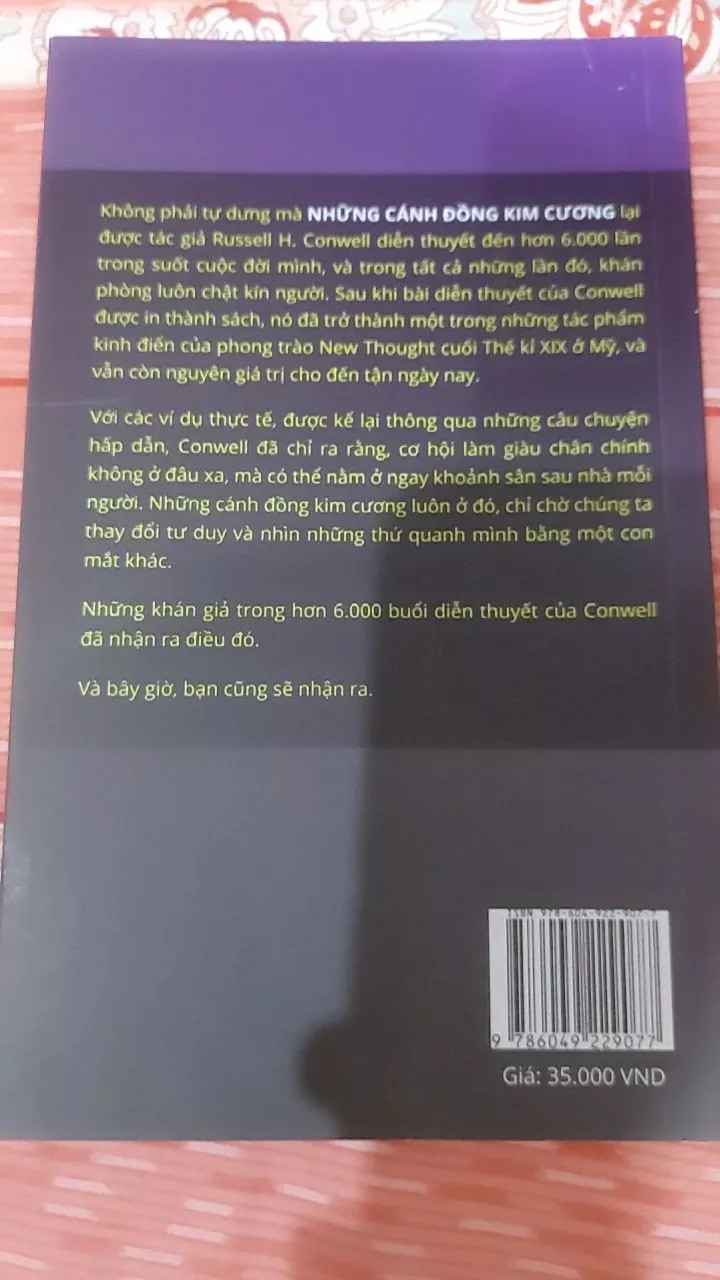 Không phải tự dưng mà NHỮNG CÁNH ĐỒNG KIM CƯƠNG lại
được tác giả Russell H. Conwell diễn thuyết đến hơn 6.000 lần
trong suốt cuộc đời mình, và trong tất cả những lần đó, khán
phòng luôn chật kín người. Sau khi bài diễn thuyết của Conwell
được in thành sách, nó đã trở thành một trong những tác phẩm
kinh điển của phong trào New Thought cuối Thế kỉ XIX ở Mỹ, và
vẫn còn nguyên giá trị cho đến tận ngày nay.
Với các ví dụ thực tế, được kể lại thông qua những câu chuyện
hấp dẫn, Conwell đã chỉ ra rằng, cơ hội làm giàu chân chính
không ở đâu xa, mà có thể nằm ở ngay khoảnh sân sau nhà mỗi
người. Những cánh đồng kim cương luôn ở đó, chỉ chờ chúng ta
thay đổi tư duy và nhìn những thứ quanh mình bằng một con
mắt khác.
Những khán giả trong hơn 6.000 buổi diễn thuyết của Conwell
đã nhận ra điều đó.
Và bây giờ, bạn cũng sẽ nhận ra.
ISBN 978-604-922-907-7
9 786049 229077
Giá: 35.000 VND